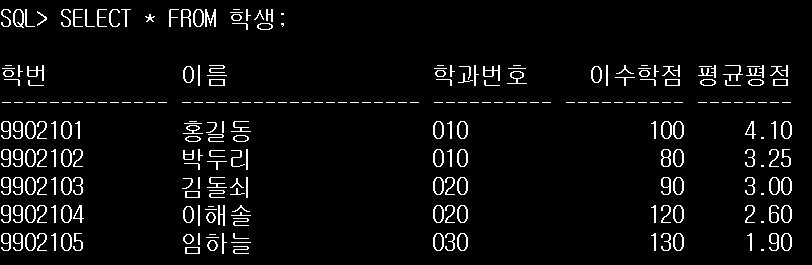 SQL> SELECT * FROM 학생;
학번 이름 학과번호 이수학점 평균평점
-------------- -------------------- ---------- ---------- --------
9902101 홍길동 010 100 4.10
9902102 박두리 010 80 3.25
9902103 김돌쇠 020 90 3.00
9902104 이해솔 020 120 2.60
9902105 임하늘 030 130 1.90